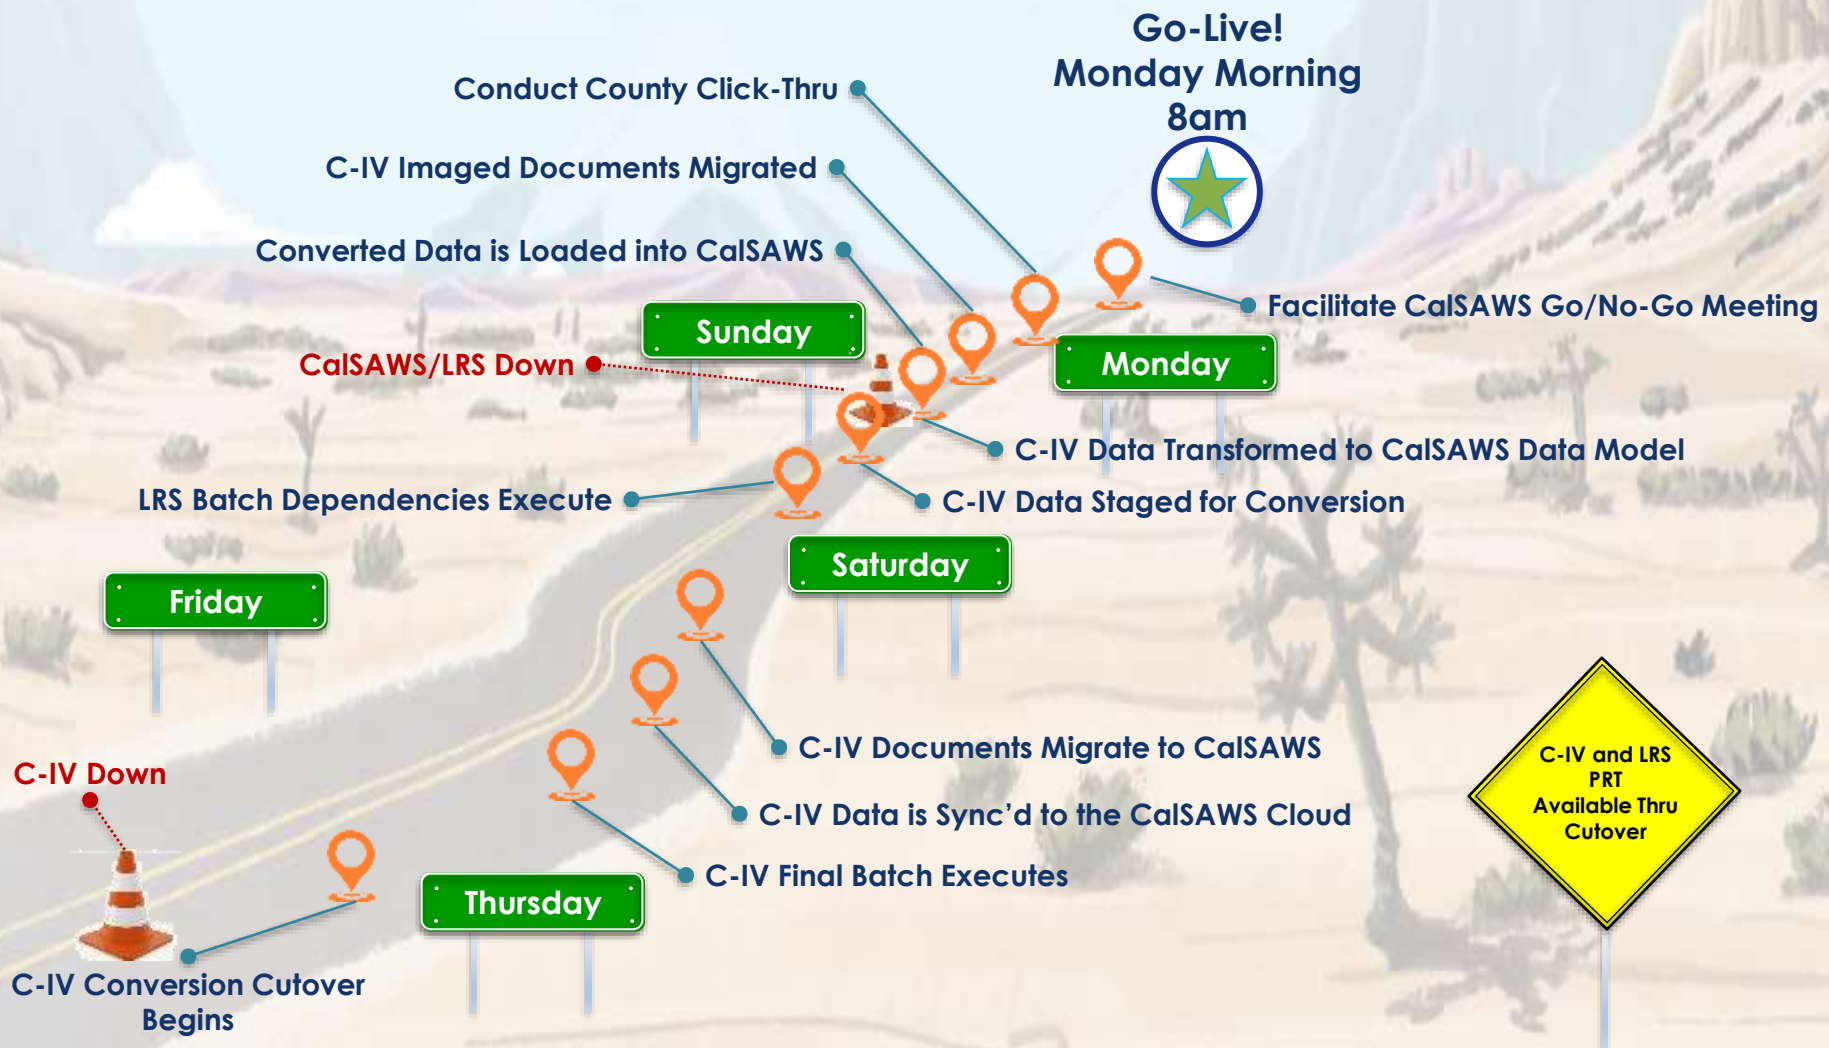 Go-Live!
Monday Morning
8am
Conduct County Click-Thru
C-IV Imaged Documents Migrated
Converted Data is Loaded into CalSAWS
Facilitate CalSAWS Go/No-Go Meeting
Sunday
Monday
CalSAWS/LRS Down
C-IV Data Transformed to CalSAWS Data Model
LRS Batch Dependencies Execute
C-IV Data Staged for Conversion
Saturday
Friday
C-IV Documents Migrate to CalSAWS
C-IV and LRS
PRT
Available Thru
Cutover
C-IV Down
C-IV Data is Sync'd to the CalSAWS Cloud
C-IV Final Batch Executes
Thursday
C-IV Conversion Cutover
Begins